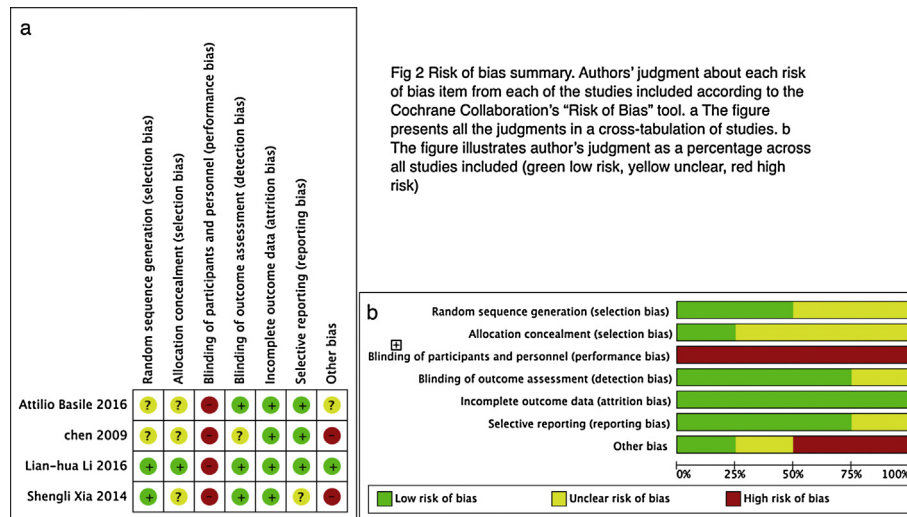 a
Random sequence generation (selection bias)
Allocation concealment (selection bias)
Blinding of participants and personnel (performance bias)
Blinding of outcome assessment (detection bias)
Incomplete outcome data (attrition bias)
Selective reporting (reporting bias)
Other bias
Attilio Basile 2016 ? ? - + + + ?
chen 2009 ? ? - ? + + -
Lian-hua Li 2016 + + - + + + +
Shengli Xia 2014 + ? - + + ? -
Fig 2 Risk of bias summary. Authors' judgment about each risk
of bias item from each of the studies included according to the
Cochrane Collaboration's "Risk of Bias" tool. a The figure
presents all the judgments in a cross-tabulation of studies. b
The figure illustrates author's judgment as a percentage across
all studies included (green low risk, yellow unclear, red high
risk)
b
Random sequence generation (selection bias)
Allocation concealment (selection bias)
Blinding of participants and personnel (performance bias)
Blinding of outcome assessment (detection bias)
Incomplete outcome data (attrition bias)
Selective reporting (reporting bias)
Other bias
0% 25% 50% 75% 100%
Low risk of bias Unclear risk of bias High risk of bias